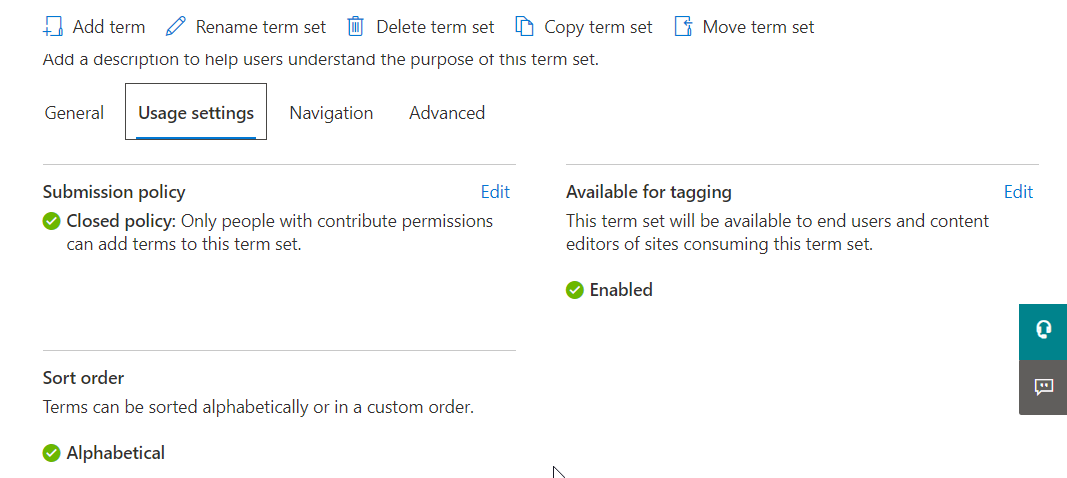 Add term Rename term set Delete term set Copy term set Move term set
Add a description to help users understand the purpose of this term set.
General Usage settings Navigation Advanced
Submission policy Edit
Closed policy: Only people with contribute permissions
can add terms to this term set.
Available for tagging Edit
This term set will be available to end users and content
editors of sites consuming this term set.
Enabled
Sort order
Terms can be sorted alphabetically or in a custom order.
Alphabetical